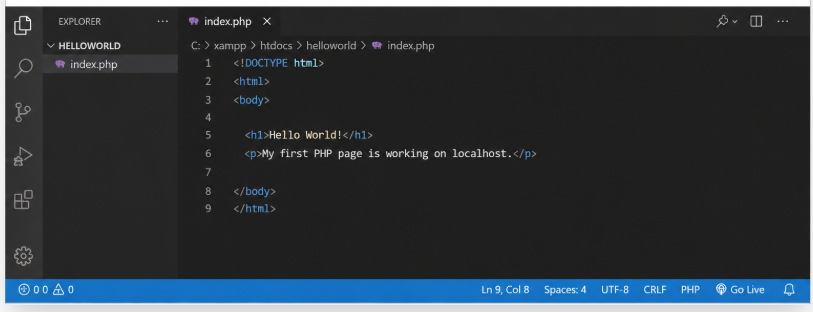 EXPLORER ...
index.php
HELLOWORLD
index.php
C: > xampp > htdocs > helloworld > index.php
1 <!DOCTYPE html>
2 <html>
3 <body>
4
5 <h1>Hello World!</h1>
6 <p>My first PHP page is working on localhost.</p>
7
8 </body>
9 </html>
0 0 0
Ln 9, Col 8 Spaces: 4 UTF-8 CRLF PHP Go Live